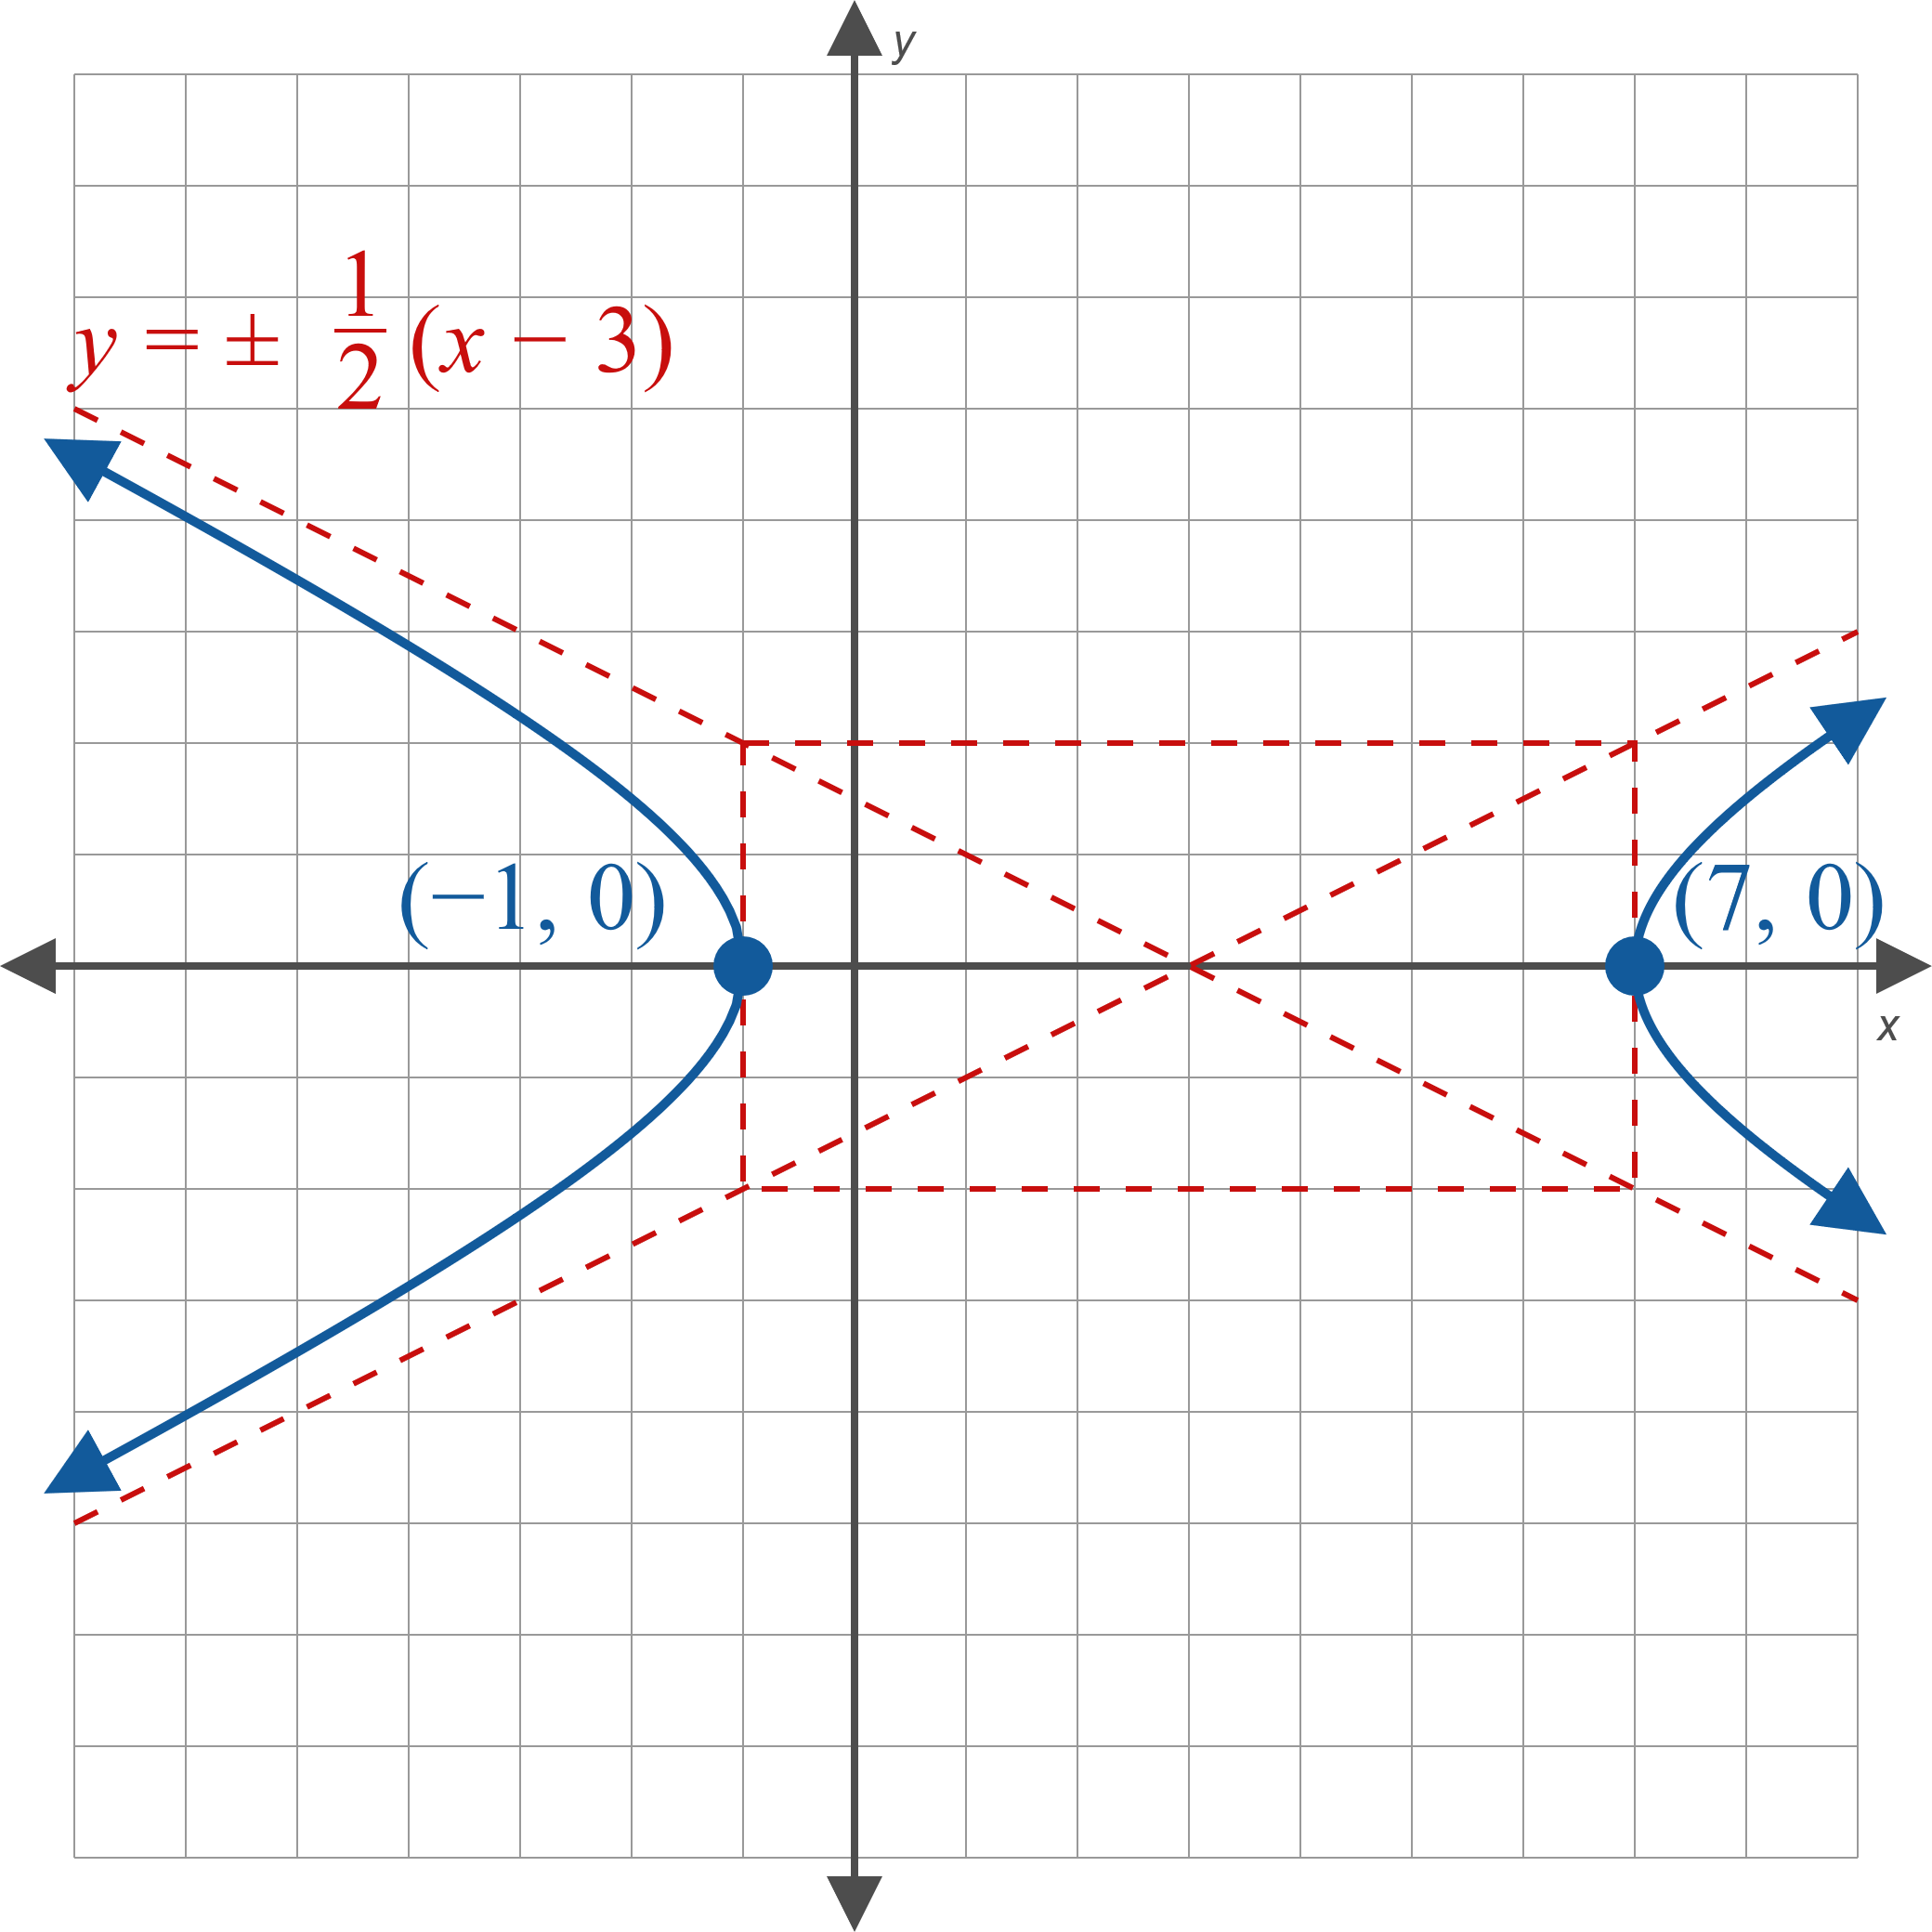 y
y = ± 1/2 (x − 3)
(−1, 0)
(7, 0)
x